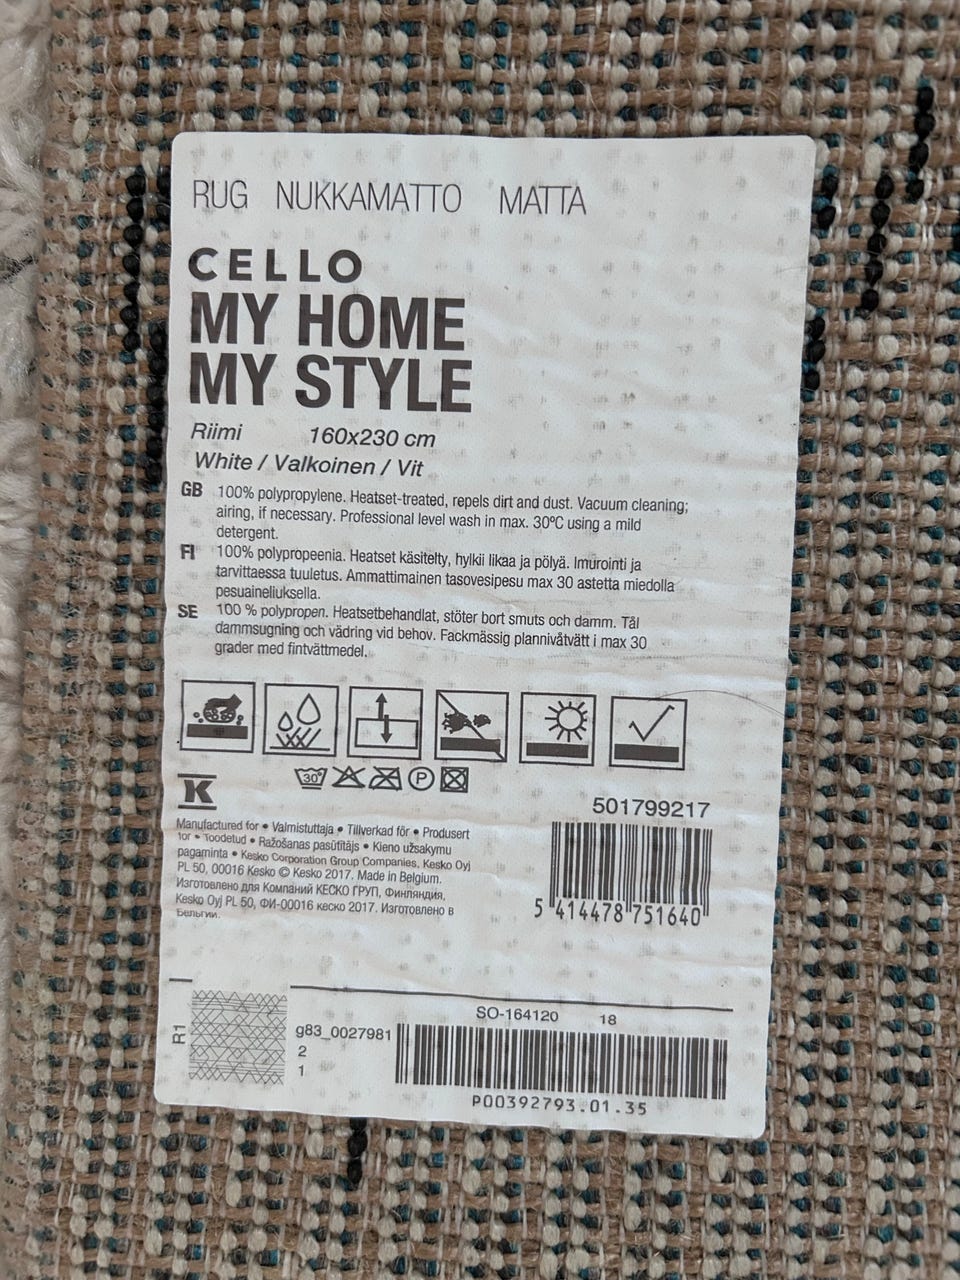 RUG NUKKAMATTO MATTA
CELLO
MY HOME
MY STYLE
Riimi 160x230 cm
White / Valkoinen / Vit
GB 100% polypropylene. Heatset-treated, repels dirt and dust. Vacuum cleaning;
airing, if necessary. Professional level wash in max. 30ºC using a mild
detergent.
FI 100% polypropeenia. Heatset käsitelty, hylkii likaa ja pölyä. Imurointi ja
tarvittaessa tuuletus. Ammattimainen tasovesipesu max 30 astetta miedolla
pesuaineliuksella.
SE 100 % polypropen. Heatsetbehandlat, stöter bort smuts och damm. Tål
dammsugning och vädring vid behov. Fackmässig plannivåtvätt i max 30
grader med fintvättmedel.
30° P
K
501799217
Manufactured for • Valmistuttaja • Tillverkad för • Produsert
for • Toodetud • Ražošanas pasūtītājs • Kieno užsakymu
pagaminta • Kesko Corporation Group Companies, Kesko Oyj
PL 50, 00016 Kesko © Kesko 2017. Made in Belgium.
Изготовлено для Компаний КЕСКО ГРУП, Финляндия,
Kesko Oyj PL 50, ФИ-00016 кеско 2017. Изготовлено в
Бельгии.
5 414478 751640
SO-164120 18
R1
g83_0027981
2
1
P00392793.01.35